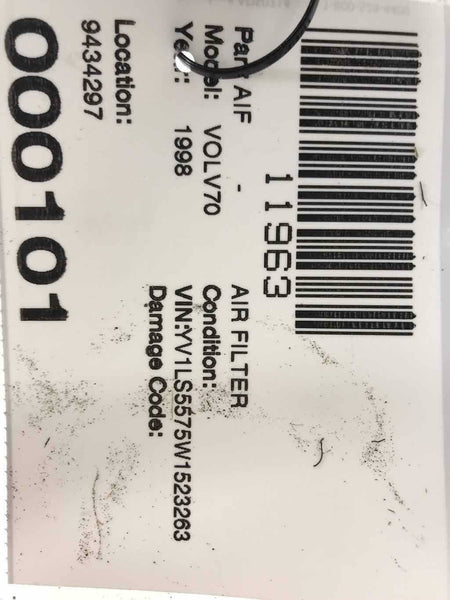 11963
Part: AIF - AIR FILTER
Model: VOLV70 Condition:
Year: 1998 VIN:YV1LS5575W1523263
Damage Code:
Location:
9434297
000101